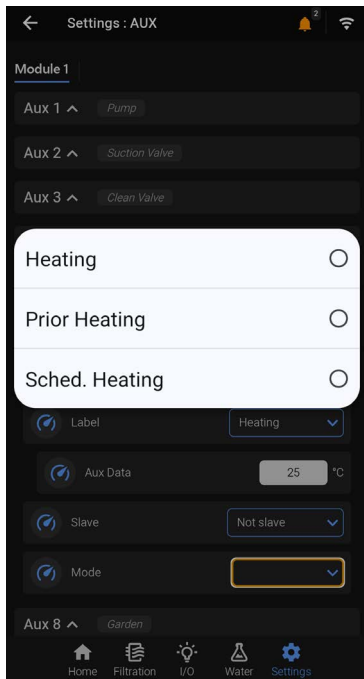 Settings : AUX
2
Module 1
Aux 1 Pump
Aux 2 Suction Valve
Aux 3 Clean Valve
Heating
Prior Heating
Sched. Heating
Label Heating
Aux Data 25 °C
Slave Not slave
Mode
Aux 8 Garden
Home Filtration I/O Water Settings